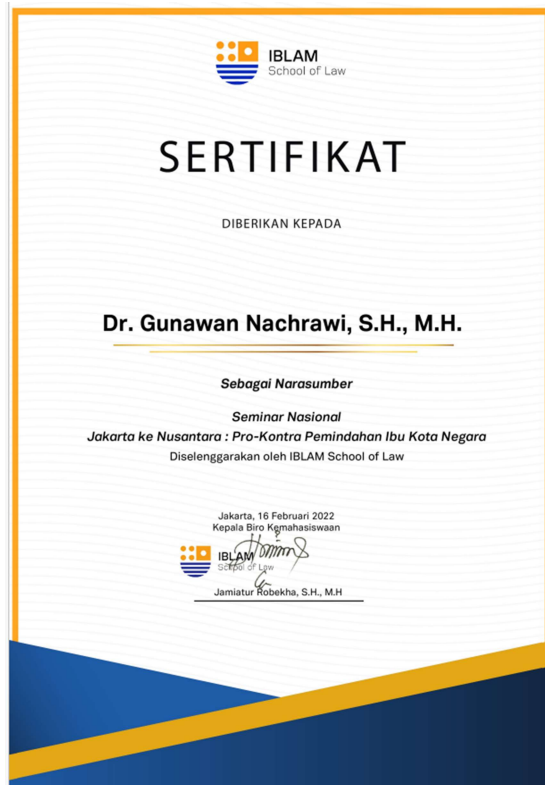 IBLAM
School of Law
SERTIFIKAT
DIBERIKAN KEPADA
Dr. Gunawan Nachrawi, S.H., M.H.
Sebagai Narasumber
Seminar Nasional
Jakarta ke Nusantara : Pro-Kontra Pemindahan Ibu Kota Negara
Diselenggarakan oleh IBLAM School of Law
Jakarta, 16 Februari 2022
Kepala Biro Kemahasiswaan
IBLAM
School of Law
Jamiatur Robekha, S.H., M.H